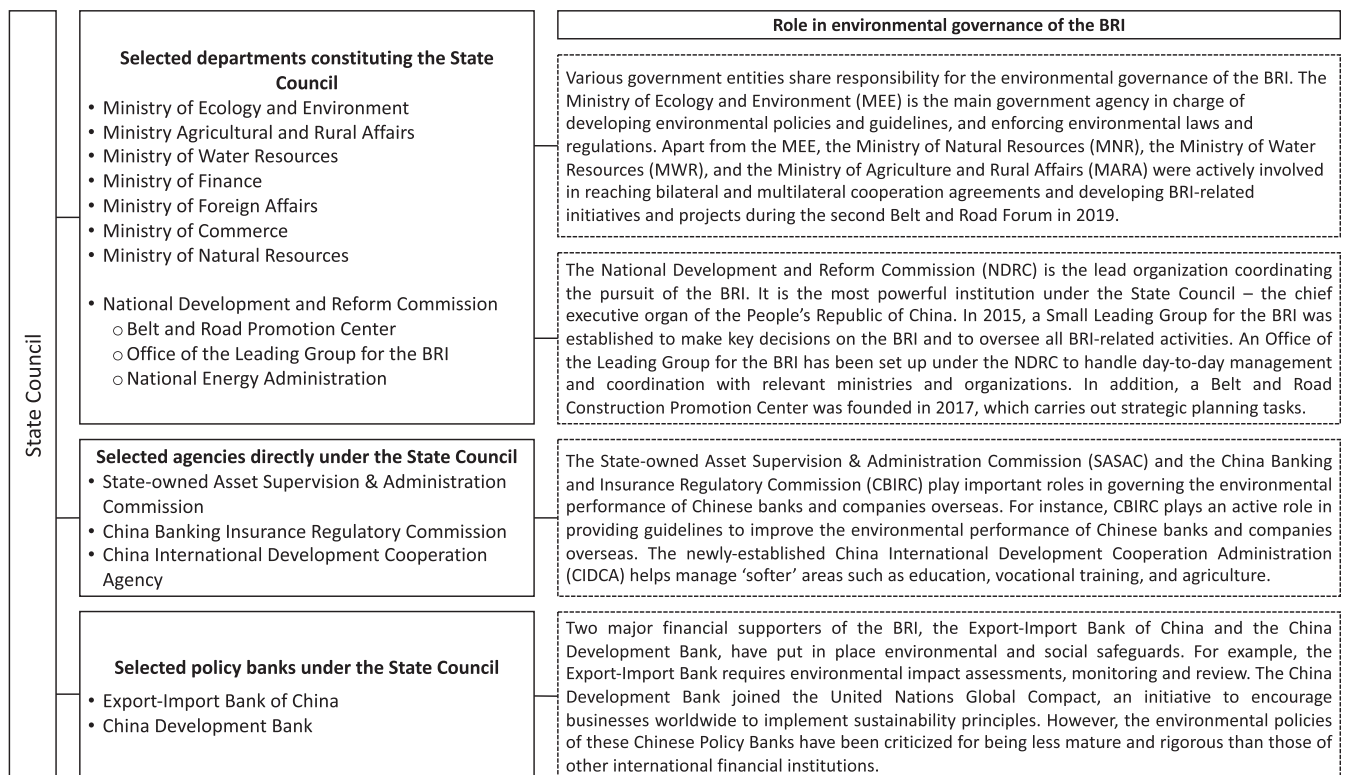 State Council
Selected departments constituting the State
Council
• Ministry of Ecology and Environment
• Ministry Agricultural and Rural Affairs
• Ministry of Water Resources
• Ministry of Finance
• Ministry of Foreign Affairs
• Ministry of Commerce
• Ministry of Natural Resources
• National Development and Reform Commission
o Belt and Road Promotion Center
o Office of the Leading Group for the BRI
o National Energy Administration
Role in environmental governance of the BRI
Various government entities share responsibility for the environmental governance of the BRI. The
Ministry of Ecology and Environment (MEE) is the main government agency in charge of
developing environmental policies and guidelines, and enforcing environmental laws and
regulations. Apart from the MEE, the Ministry of Natural Resources (MNR), the Ministry of Water
Resources (MWR), and the Ministry of Agriculture and Rural Affairs (MARA) were actively involved
in reaching bilateral and multilateral cooperation agreements and developing BRI-related
initiatives and projects during the second Belt and Road Forum in 2019.
The National Development and Reform Commission (NDRC) is the lead organization coordinating
the pursuit of the BRI. It is the most powerful institution under the State Council – the chief
executive organ of the People's Republic of China. In 2015, a Small Leading Group for the BRI was
established to make key decisions on the BRI and to oversee all BRI-related activities. An Office of
the Leading Group for the BRI has been set up under the NDRC to handle day-to-day management
and coordination with relevant ministries and organizations. In addition, a Belt and Road
Construction Promotion Center was founded in 2017, which carries out strategic planning tasks.
Selected agencies directly under the State Council
• State-owned Asset Supervision & Administration
Commission
• China Banking Insurance Regulatory Commission
• China International Development Cooperation
Agency
The State-owned Asset Supervision & Administration Commission (SASAC) and the China Banking
and Insurance Regulatory Commission (CBIRC) play important roles in governing the environmental
performance of Chinese banks and companies overseas. For instance, CBIRC plays an active role in
providing guidelines to improve the environmental performance of Chinese banks and companies
overseas. The newly-established China International Development Cooperation Administration
(CIDCA) helps manage 'softer' areas such as education, vocational training, and agriculture.
Selected policy banks under the State Council
• Export-Import Bank of China
• China Development Bank
Two major financial supporters of the BRI, the Export-Import Bank of China and the China
Development Bank, have put in place environmental and social safeguards. For example, the
Export-Import Bank requires environmental impact assessments, monitoring and review. The China
Development Bank joined the United Nations Global Compact, an initiative to encourage
businesses worldwide to implement sustainability principles. However, the environmental policies
of these Chinese Policy Banks have been criticized for being less mature and rigorous than those of
other international financial institutions.